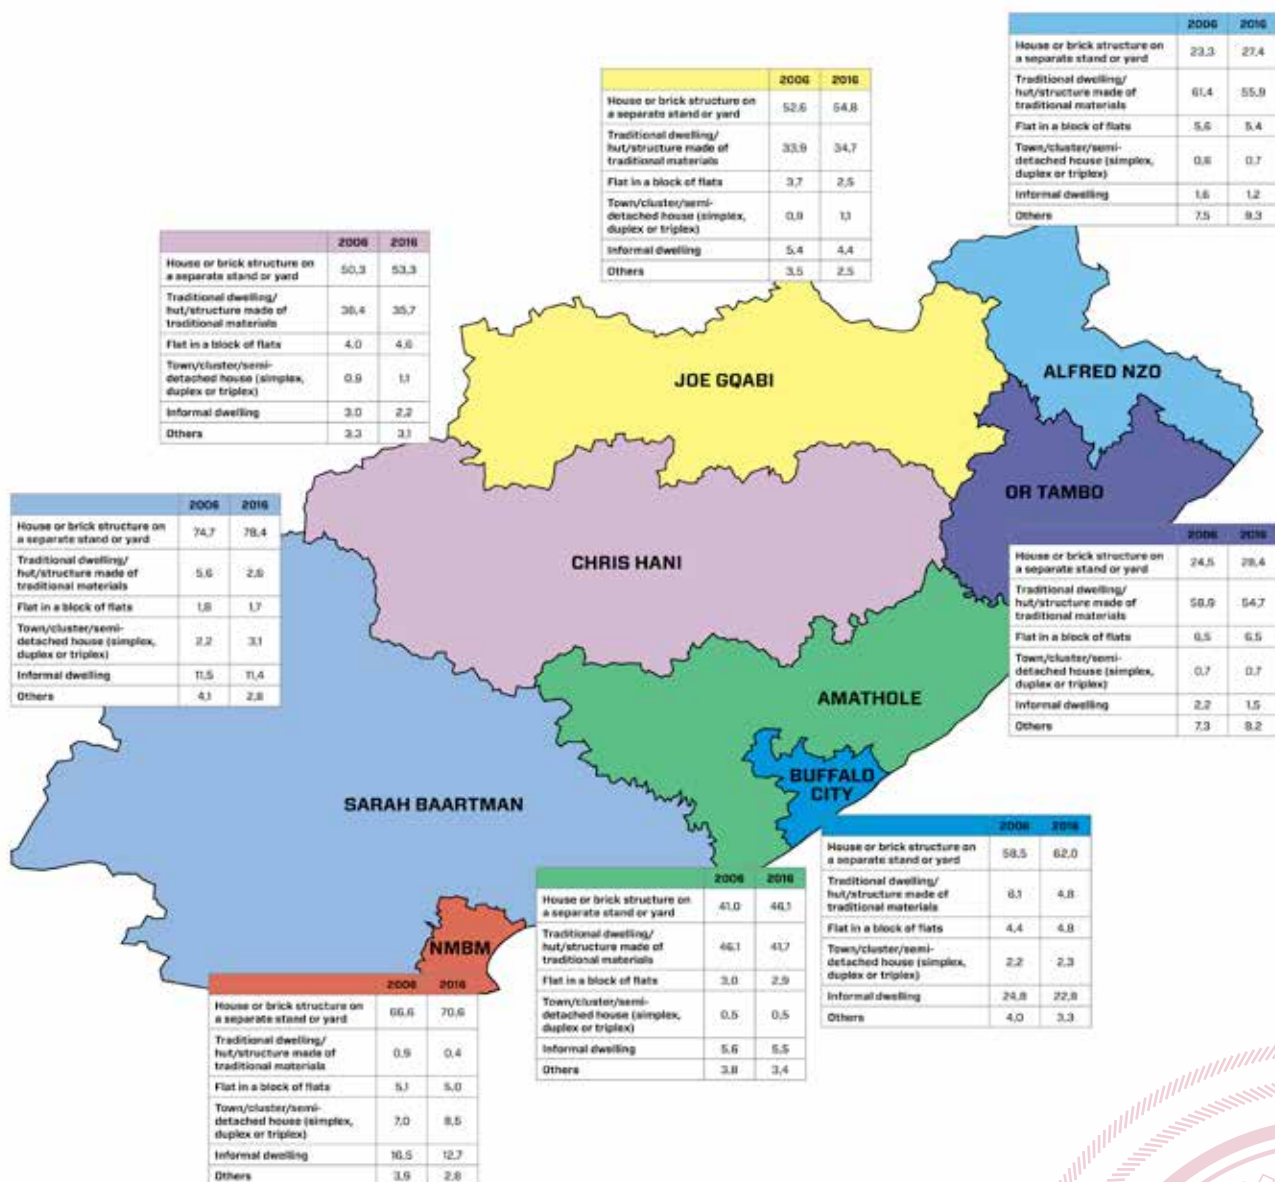 2006 2016
House or brick structure on
a separate stand or yard 23,3 27,4
Traditional dwelling/
hut/structure made of
traditional materials 61,4 55,9
Flat in a block of flats 5,6 5,4
Town/cluster/semi-
detached house (simplex,
duplex or triplex) 0,6 0,7
Informal dwelling 1,6 1,2
Others 7,5 9,3
2006 2016
House or brick structure on
a separate stand or yard 52,6 54,8
Traditional dwelling/
hut/structure made of
traditional materials 33,9 34,7
Flat in a block of flats 3,7 2,5
Town/cluster/semi-
detached house (simplex,
duplex or triplex) 0,9 1,1
Informal dwelling 5,4 4,4
Others 3,5 2,5
2006 2016
House or brick structure on
a separate stand or yard 50,3 53,3
Traditional dwelling/
hut/structure made of
traditional materials 38,4 35,7
Flat in a block of flats 4,0 4,6
Town/cluster/semi-
detached house (simplex,
duplex or triplex) 0,9 1,1
Informal dwelling 3,0 2,2
Others 3,3 3,1
JOE GQABI
ALFRED NZO
OR TAMBO
CHRIS HANI
2006 2016
House or brick structure on
a separate stand or yard 74,7 78,4
Traditional dwelling/
hut/structure made of
traditional materials 5,6 2,6
Flat in a block of flats 1,8 1,7
Town/cluster/semi-
detached house (simplex,
duplex or triplex) 2,2 3,1
Informal dwelling 11,5 11,4
Others 4,1 2,8
2006 2016
House or brick structure on
a separate stand or yard 24,5 28,4
Traditional dwelling/
hut/structure made of
traditional materials 58,9 54,7
Flat in a block of flats 6,5 6,5
Town/cluster/semi-
detached house (simplex,
duplex or triplex) 0,7 0,7
Informal dwelling 2,2 1,5
Others 7,3 8,2
AMATHOLE
BUFFALO
CITY
SARAH BAARTMAN
2006 2016
House or brick structure on
a separate stand or yard 58,5 62,0
Traditional dwelling/
hut/structure made of
traditional materials 6,1 4,8
Flat in a block of flats 4,4 4,8
Town/cluster/semi-
detached house (simplex,
duplex or triplex) 2,2 2,3
Informal dwelling 24,8 22,8
Others 4,0 3,3
2006 2016
House or brick structure on
a separate stand or yard 41,0 46,1
Traditional dwelling/
hut/structure made of
traditional materials 46,1 41,7
Flat in a block of flats 3,0 2,9
Town/cluster/semi-
detached house (simplex,
duplex or triplex) 0,5 0,5
Informal dwelling 5,6 5,5
Others 3,8 3,4
NMBM
2006 2016
House or brick structure on
a separate stand or yard 66,6 70,6
Traditional dwelling/
hut/structure made of
traditional materials 0,9 0,4
Flat in a block of flats 5,1 5,0
Town/cluster/semi-
detached house (simplex,
duplex or triplex) 7,0 8,5
Informal dwelling 16,5 12,7
Others 3,9 2,8